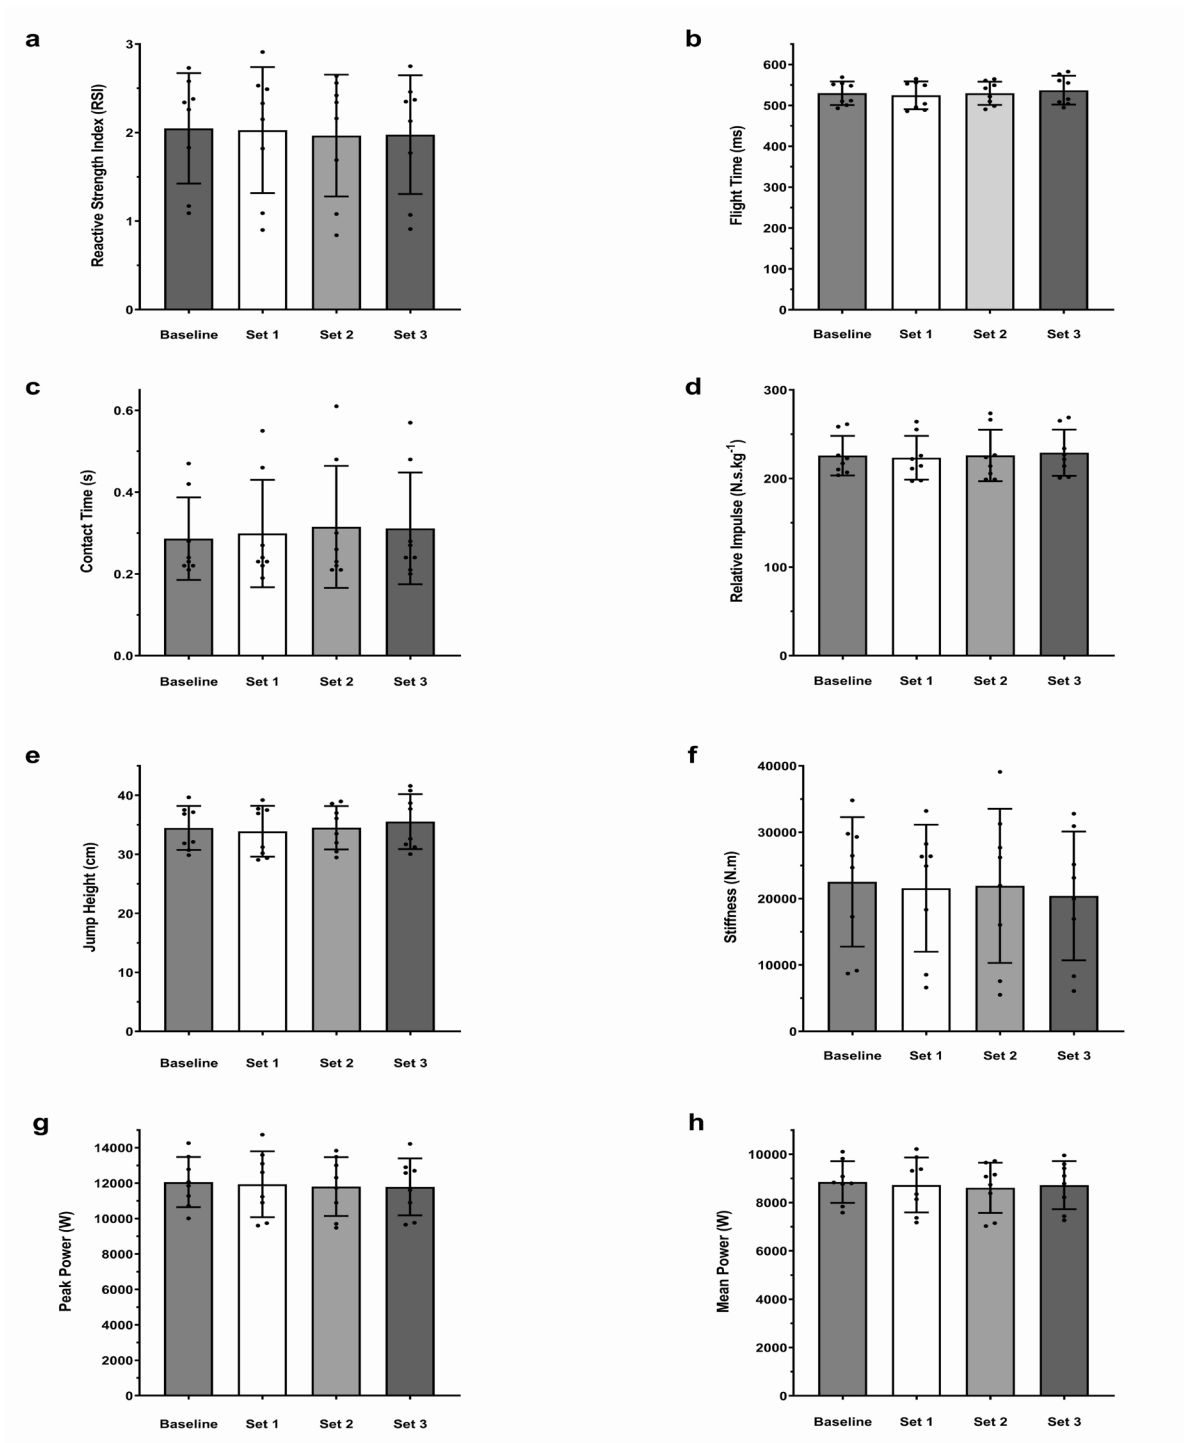 a
Reactive Strength Index (RSI)
3
2
1
0
Baseline Set 1 Set 2 Set 3
b
Flight Time (ms)
600
500
400
300
200
100
0
Baseline Set 1 Set 2 Set 3
c
Contact Time (s)
0.6
0.4
0.2
0.0
Baseline Set 1 Set 2 Set 3
d
Relative Impulse (N.s.kg-1)
300
200
100
0
Baseline Set 1 Set 2 Set 3
e
Jump Height (cm)
40
30
20
10
0
Baseline Set 1 Set 2 Set 3
f
Stiffness (N.m)
40000
30000
20000
10000
0
Baseline Set 1 Set 2 Set 3
g
Peak Power (W)
14000
12000
10000
8000
6000
4000
2000
0
Baseline Set 1 Set 2 Set 3
h
Mean Power (W)
10000
8000
6000
4000
2000
0
Baseline Set 1 Set 2 Set 3